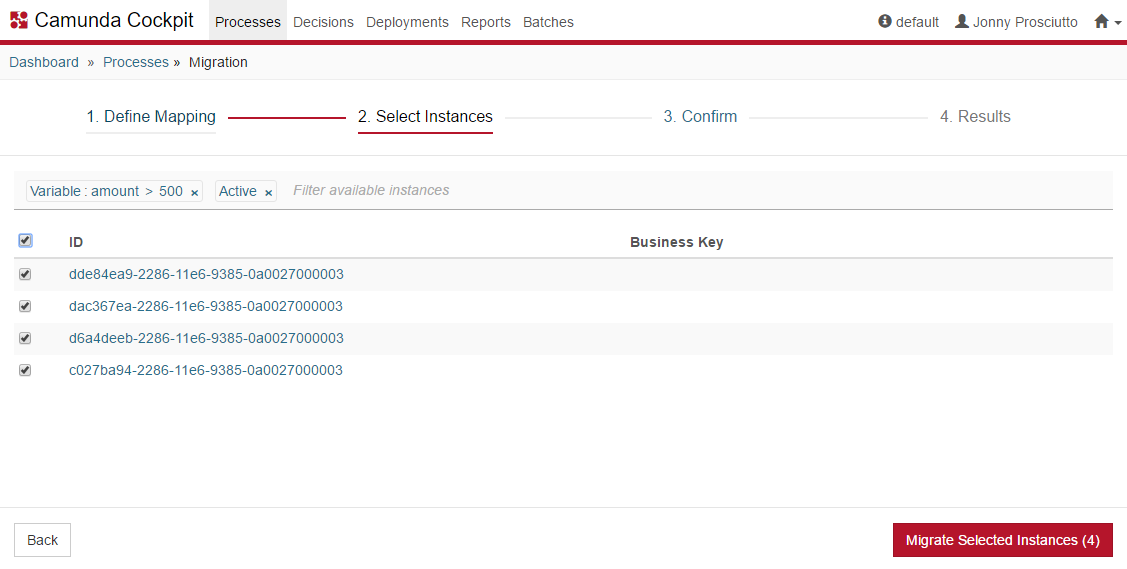 Camunda Cockpit Processes Decisions Deployments Reports Batches default Jonny Prosciutto
Dashboard » Processes » Migration
1. Define Mapping 2. Select Instances 3. Confirm 4. Results
Variable : amount > 500 × Active × Filter available instances
ID Business Key
dde84ea9-2286-11e6-9385-0a0027000003
dac367ea-2286-11e6-9385-0a0027000003
d6a4deeb-2286-11e6-9385-0a0027000003
c027ba94-2286-11e6-9385-0a0027000003
Back Migrate Selected Instances (4)